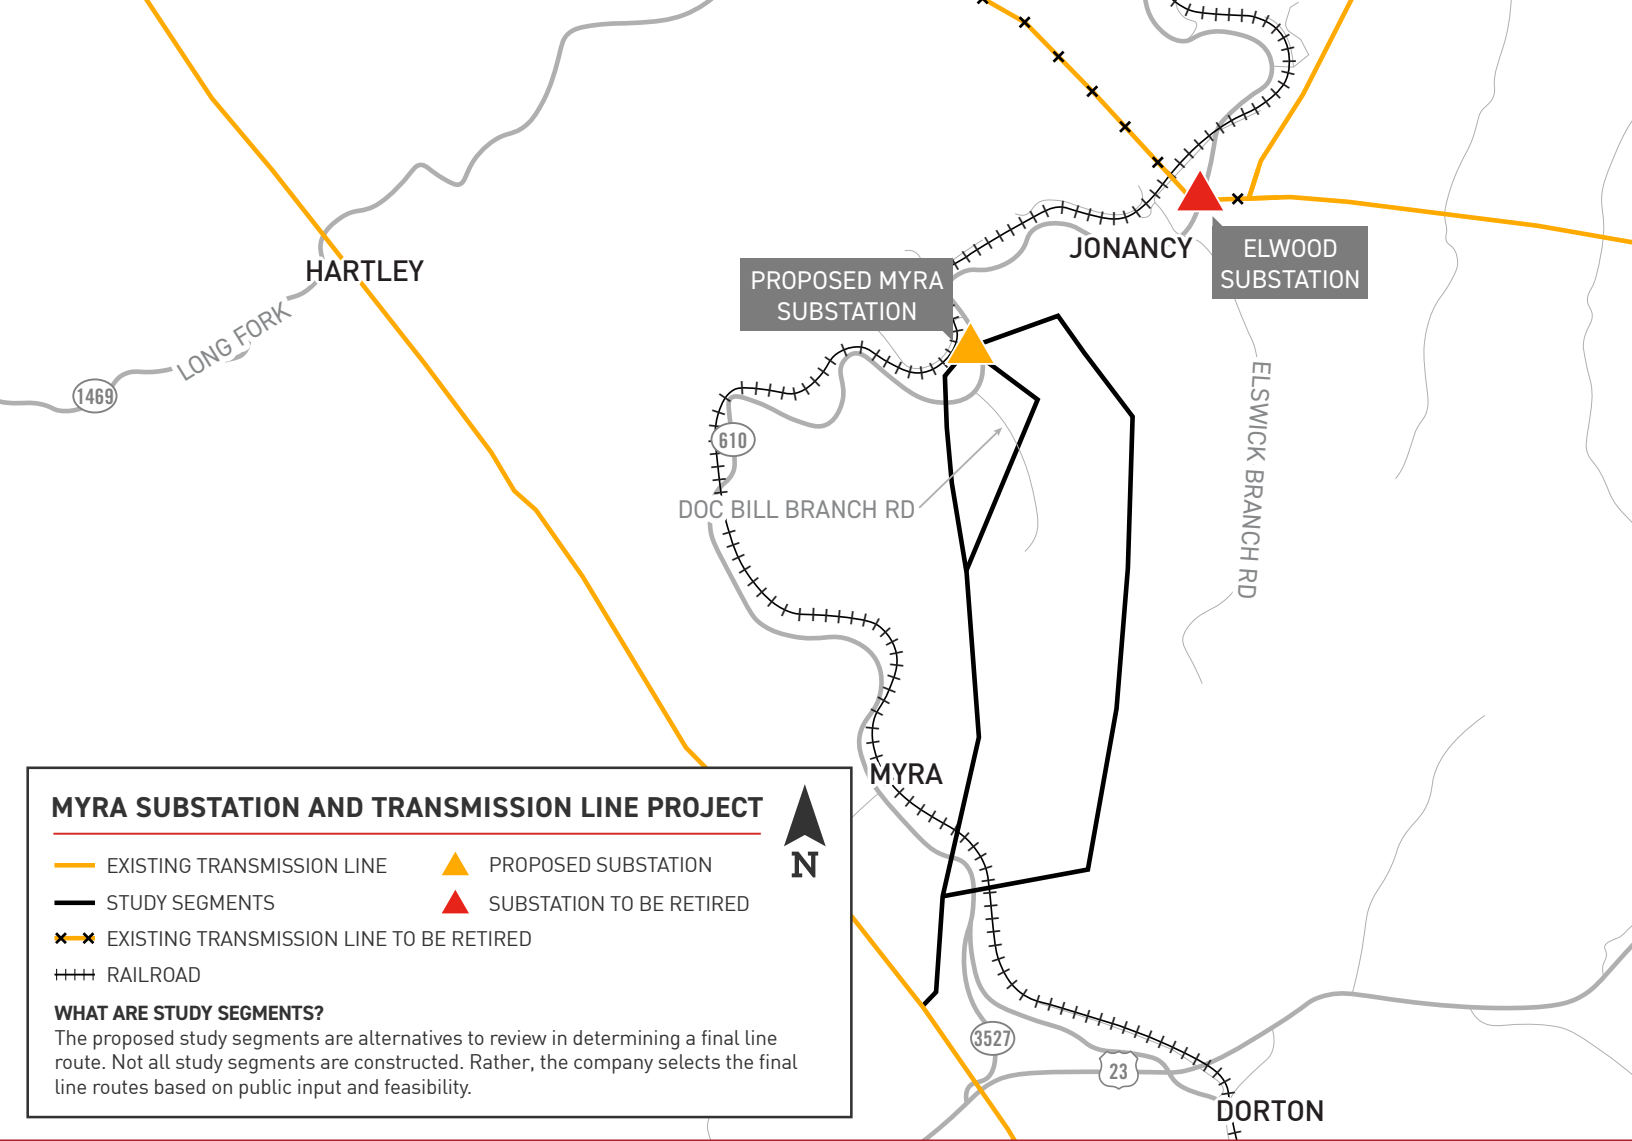 JONANCY
ELWOOD
SUBSTATION
HARTLEY
PROPOSED MYRA
SUBSTATION
LONG FORK
1469
610
ELSWICK BRANCH RD
DOC BILL BRANCH RD
MYRA
MYRA SUBSTATION AND TRANSMISSION LINE PROJECT
N
EXISTING TRANSMISSION LINE
PROPOSED SUBSTATION
STUDY SEGMENTS
SUBSTATION TO BE RETIRED
EXISTING TRANSMISSION LINE TO BE RETIRED
RAILROAD
WHAT ARE STUDY SEGMENTS?
The proposed study segments are alternatives to review in determining a final line
route. Not all study segments are constructed. Rather, the company selects the final
line routes based on public input and feasibility.
3527
23
DORTON